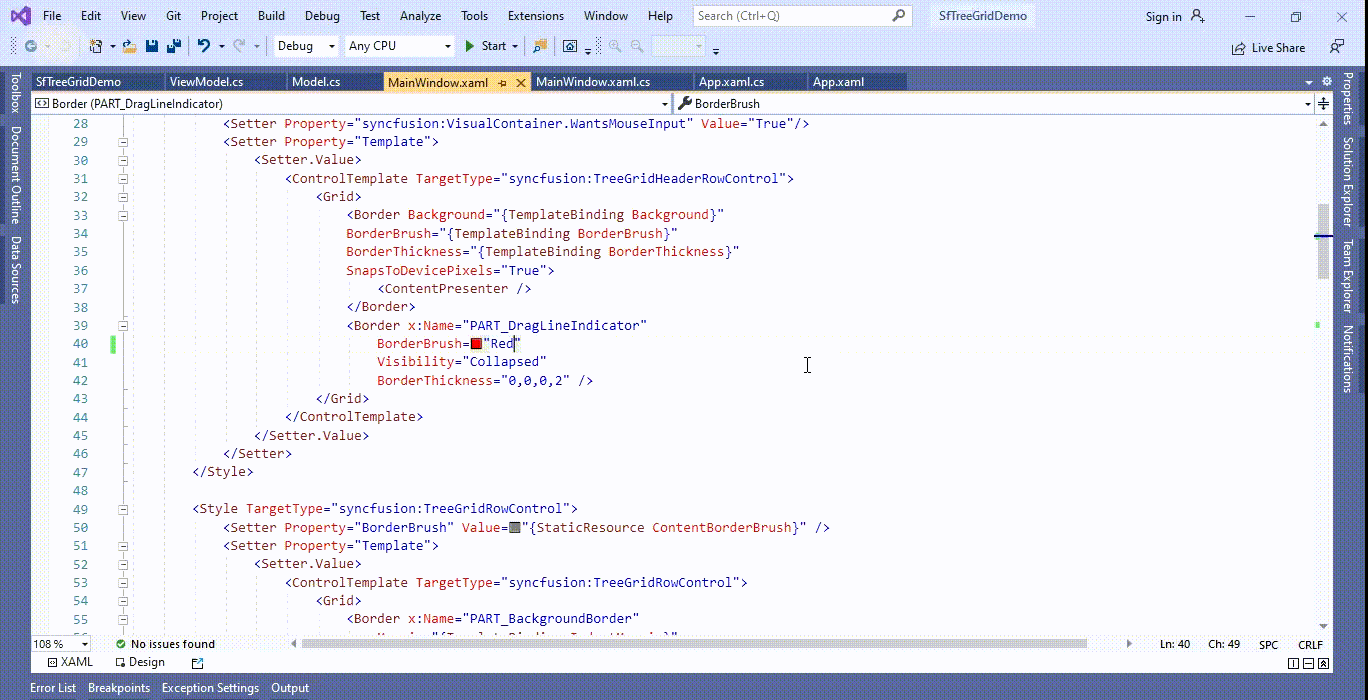 File Edit View Git Project Build Debug Test Analyze Tools Extensions Window Help Search (Ctrl+Q) SfTreeGridDemo Sign in
Debug Any CPU Start Live Share
SfTreeGridDemo ViewModel.cs Model.cs MainWindow.xaml MainWindow.xaml.cs App.xaml.cs App.xaml
Border (PART_DragLineIndicator) BorderBrush
Toolbox
Document Outline
Data Sources
28 <Setter Property="syncfusion:VisualContainer.WantsMouseInput" Value="True"/>
29 <Setter Property="Template">
30 <Setter.Value>
31 <ControlTemplate TargetType="syncfusion:TreeGridHeaderRowControl">
32 <Grid>
33 <Border Background="{TemplateBinding Background}"
34 BorderBrush="{TemplateBinding BorderBrush}"
35 BorderThickness="{TemplateBinding BorderThickness}"
36 SnapsToDevicePixels="True">
37 <ContentPresenter />
38 </Border>
39 <Border x:Name="PART_DragLineIndicator"
40 BorderBrush="Red"
41 Visibility="Collapsed"
42 BorderThickness="0,0,0,2" />
43 </Grid>
44 </ControlTemplate>
45 </Setter.Value>
46 </Setter>
47 </Style>
48
49 <Style TargetType="syncfusion:TreeGridRowControl">
50 <Setter Property="BorderBrush" Value="{StaticResource ContentBorderBrush}" />
51 <Setter Property="Template">
52 <Setter.Value>
53 <ControlTemplate TargetType="syncfusion:TreeGridRowControl">
54 <Grid>
55 <Border x:Name="PART_BackgroundBorder"
Properties
Solution Explorer
Team Explorer
Notifications
108 % No issues found Ln: 40 Ch: 49 SPC CRLF
XAML Design
Error List Breakpoints Exception Settings Output